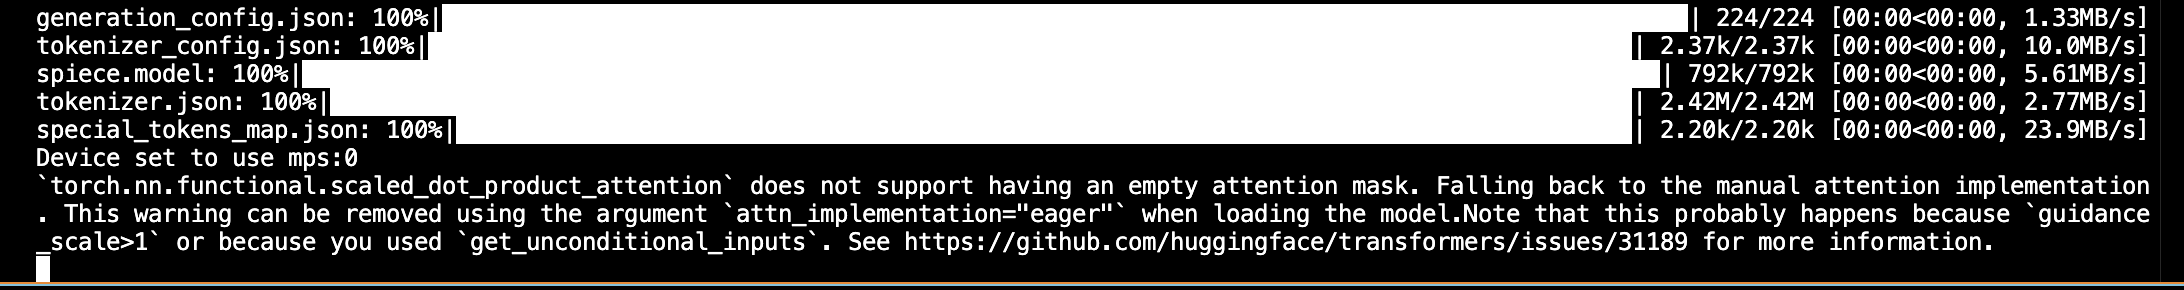 generation_config.json: 100%| | 224/224 [00:00<00:00, 1.33MB/s]
tokenizer_config.json: 100%| | 2.37k/2.37k [00:00<00:00, 10.0MB/s]
spiece.model: 100%| | 792k/792k [00:00<00:00, 5.61MB/s]
tokenizer.json: 100%| | 2.42M/2.42M [00:00<00:00, 2.77MB/s]
special_tokens_map.json: 100%| | 2.20k/2.20k [00:00<00:00, 23.9MB/s]
Device set to use mps:0
`torch.nn.functional.scaled_dot_product_attention` does not support having an empty attention mask. Falling back to the manual attention implementation
. This warning can be removed using the argument `attn_implementation="eager"` when loading the model.Note that this probably happens because `guidance
_scale>1` or because you used `get_unconditional_inputs`. See https://github.com/huggingface/transformers/issues/31189 for more information.